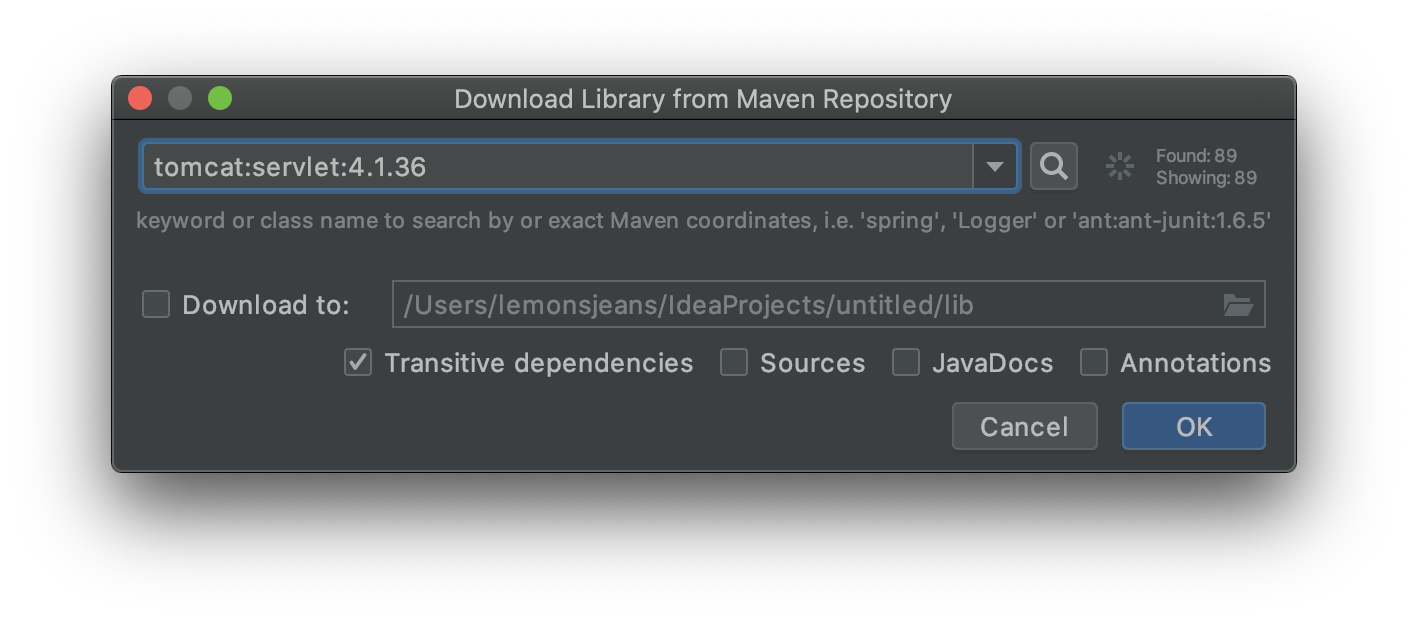 Download Library from Maven Repository
tomcat:servlet:4.1.36
Found: 89
Showing: 89
keyword or class name to search by or exact Maven coordinates, i.e. 'spring', 'Logger' or 'ant:ant-junit:1.6.5'
Download to:
/Users/lemonsjeans/IdeaProjects/untitled/lib
Transitive dependencies Sources JavaDocs Annotations
Cancel OK